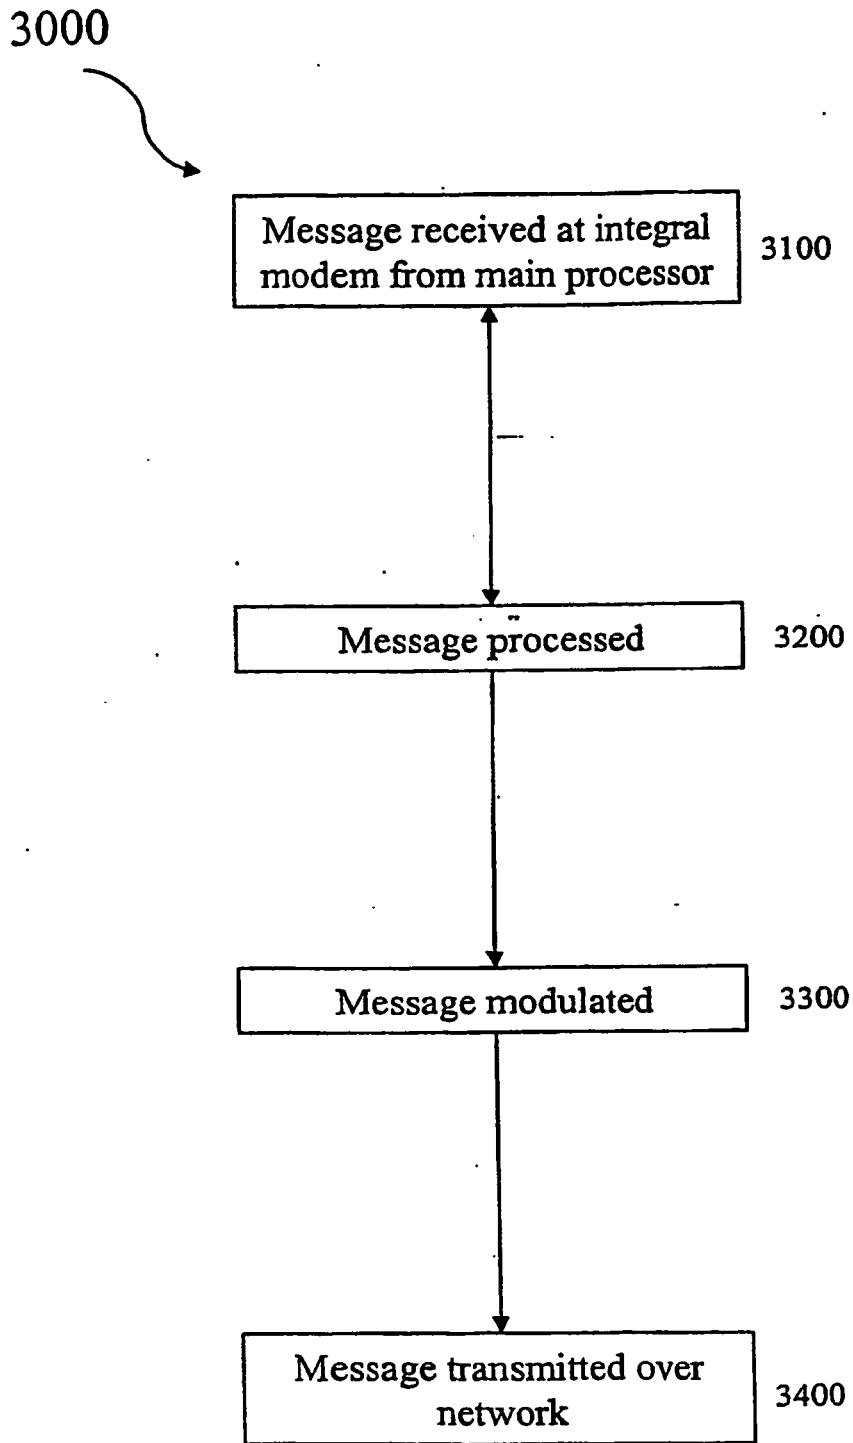 3000
Message received at integral
modem from main processor
3100
Message processed
3200
Message modulated
3300
Message transmitted over
network
3400